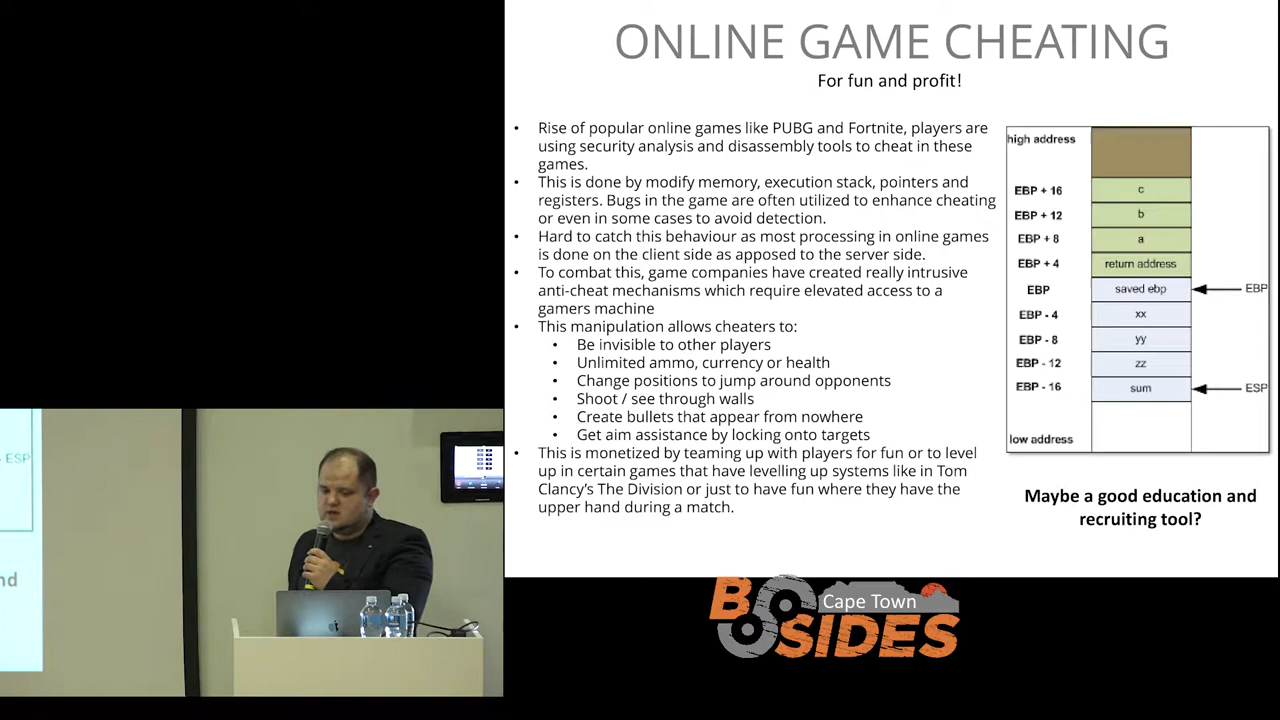 ONLINE GAME CHEATING
For fun and profit!
• Rise of popular online games like PUBG and Fortnite, players are
using security analysis and disassembly tools to cheat in these
games.
• This is done by modify memory, execution stack, pointers and
registers. Bugs in the game are often utilized to enhance cheating
or even in some cases to avoid detection.
• Hard to catch this behaviour as most processing in online games
is done on the client side as apposed to the server side.
• To combat this, game companies have created really intrusive
anti-cheat mechanisms which require elevated access to a
gamers machine
• This manipulation allows cheaters to:
• Be invisible to other players
• Unlimited ammo, currency or health
• Change positions to jump around opponents
• Shoot / see through walls
• Create bullets that appear from nowhere
• Get aim assistance by locking onto targets
• This is monetized by teaming up with players for fun or to level
up in certain games that have levelling up systems like in Tom
Clancy's The Division or just to have fun where they have the
upper hand during a match.
high address
EBP + 16 c
EBP + 12 b
EBP + 8 a
EBP + 4 return address
EBP saved ebp EBP
EBP - 4 xx
EBP - 8 yy
EBP - 12 zz
EBP - 16 sum ESP
low address
Maybe a good education and
recruiting tool?
ESP
nd
BSIDES
Cape Town